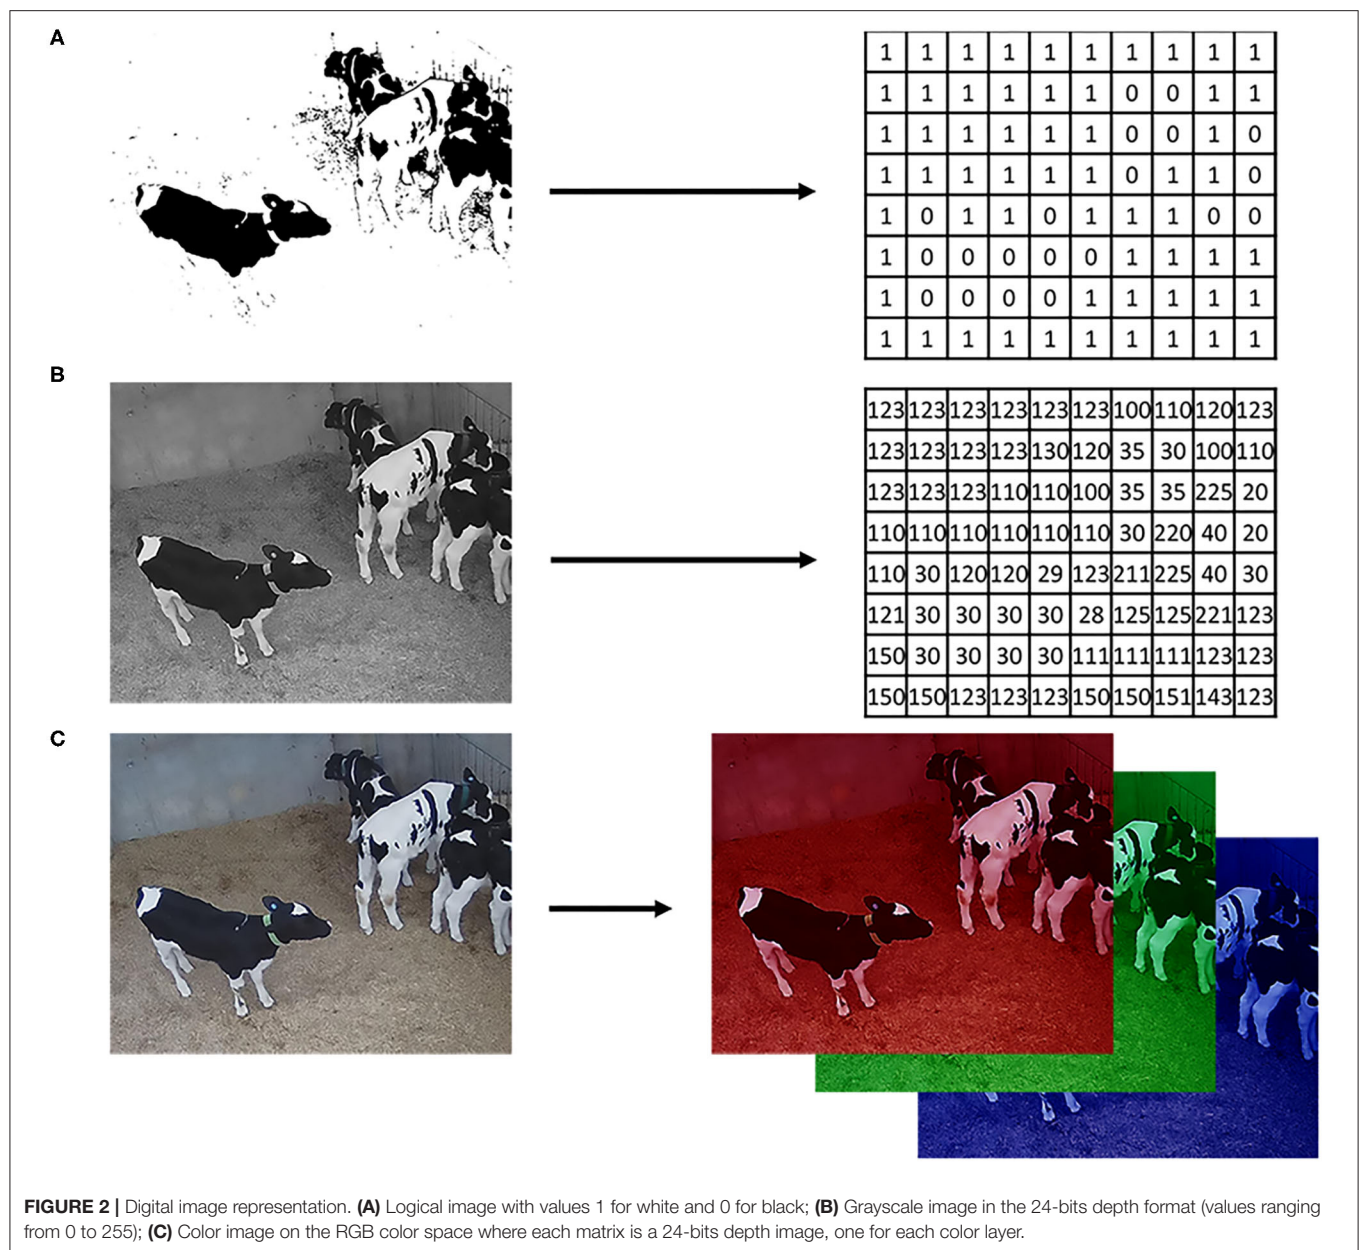 A
1 1 1 1 1 1 1 1 1 1
1 1 1 1 1 1 0 0 1 1
1 1 1 1 1 1 0 0 1 0
1 1 1 1 1 1 0 1 1 0
1 0 1 1 0 1 1 1 0 0
1 0 0 0 0 0 1 1 1 1
1 0 0 0 0 1 1 1 1 1
1 1 1 1 1 1 1 1 1 1
B
123 123 123 123 123 123 100 110 120 123
123 123 123 123 130 120 35 30 100 110
123 123 123 110 110 100 35 35 225 20
110 110 110 110 110 110 30 220 40 20
110 30 120 120 29 123 211 225 40 30
121 30 30 30 30 28 125 125 221 123
150 30 30 30 30 111 111 111 123 123
150 150 123 123 123 150 150 151 143 123
C
FIGURE 2 | Digital image representation. (A) Logical image with values 1 for white and 0 for black; (B) Grayscale image in the 24-bits depth format (values ranging
from 0 to 255); (C) Color image on the RGB color space where each matrix is a 24-bits depth image, one for each color layer.